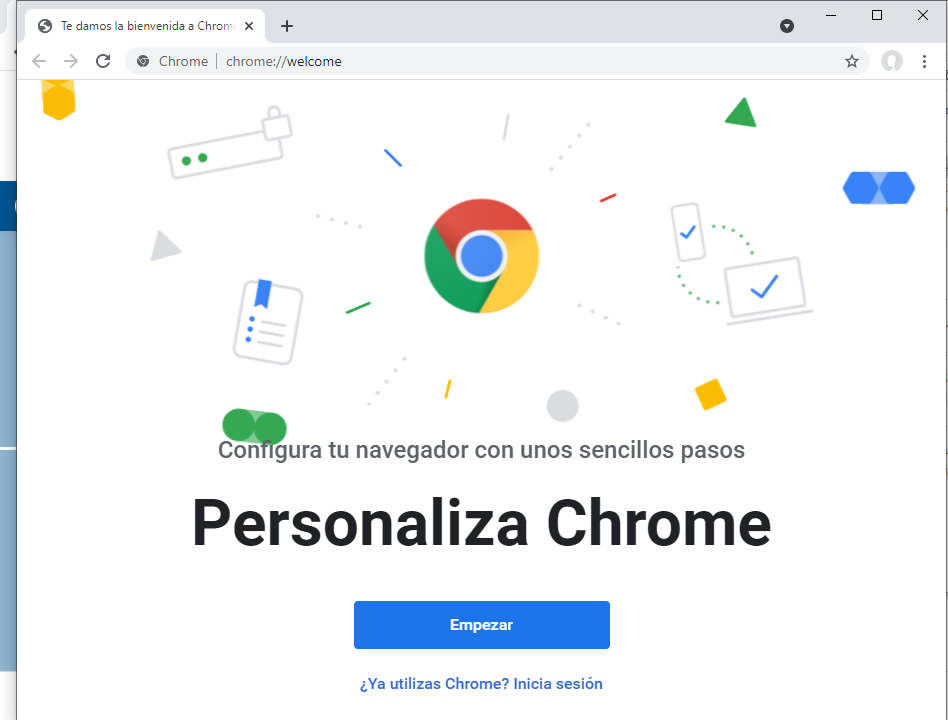 Te damos la bienvenida a Chrom
Chrome
chrome://welcome
Configura tu navegador con unos sencillos pasos
Personaliza Chrome
Empezar
¿Ya utilizas Chrome? Inicia sesión